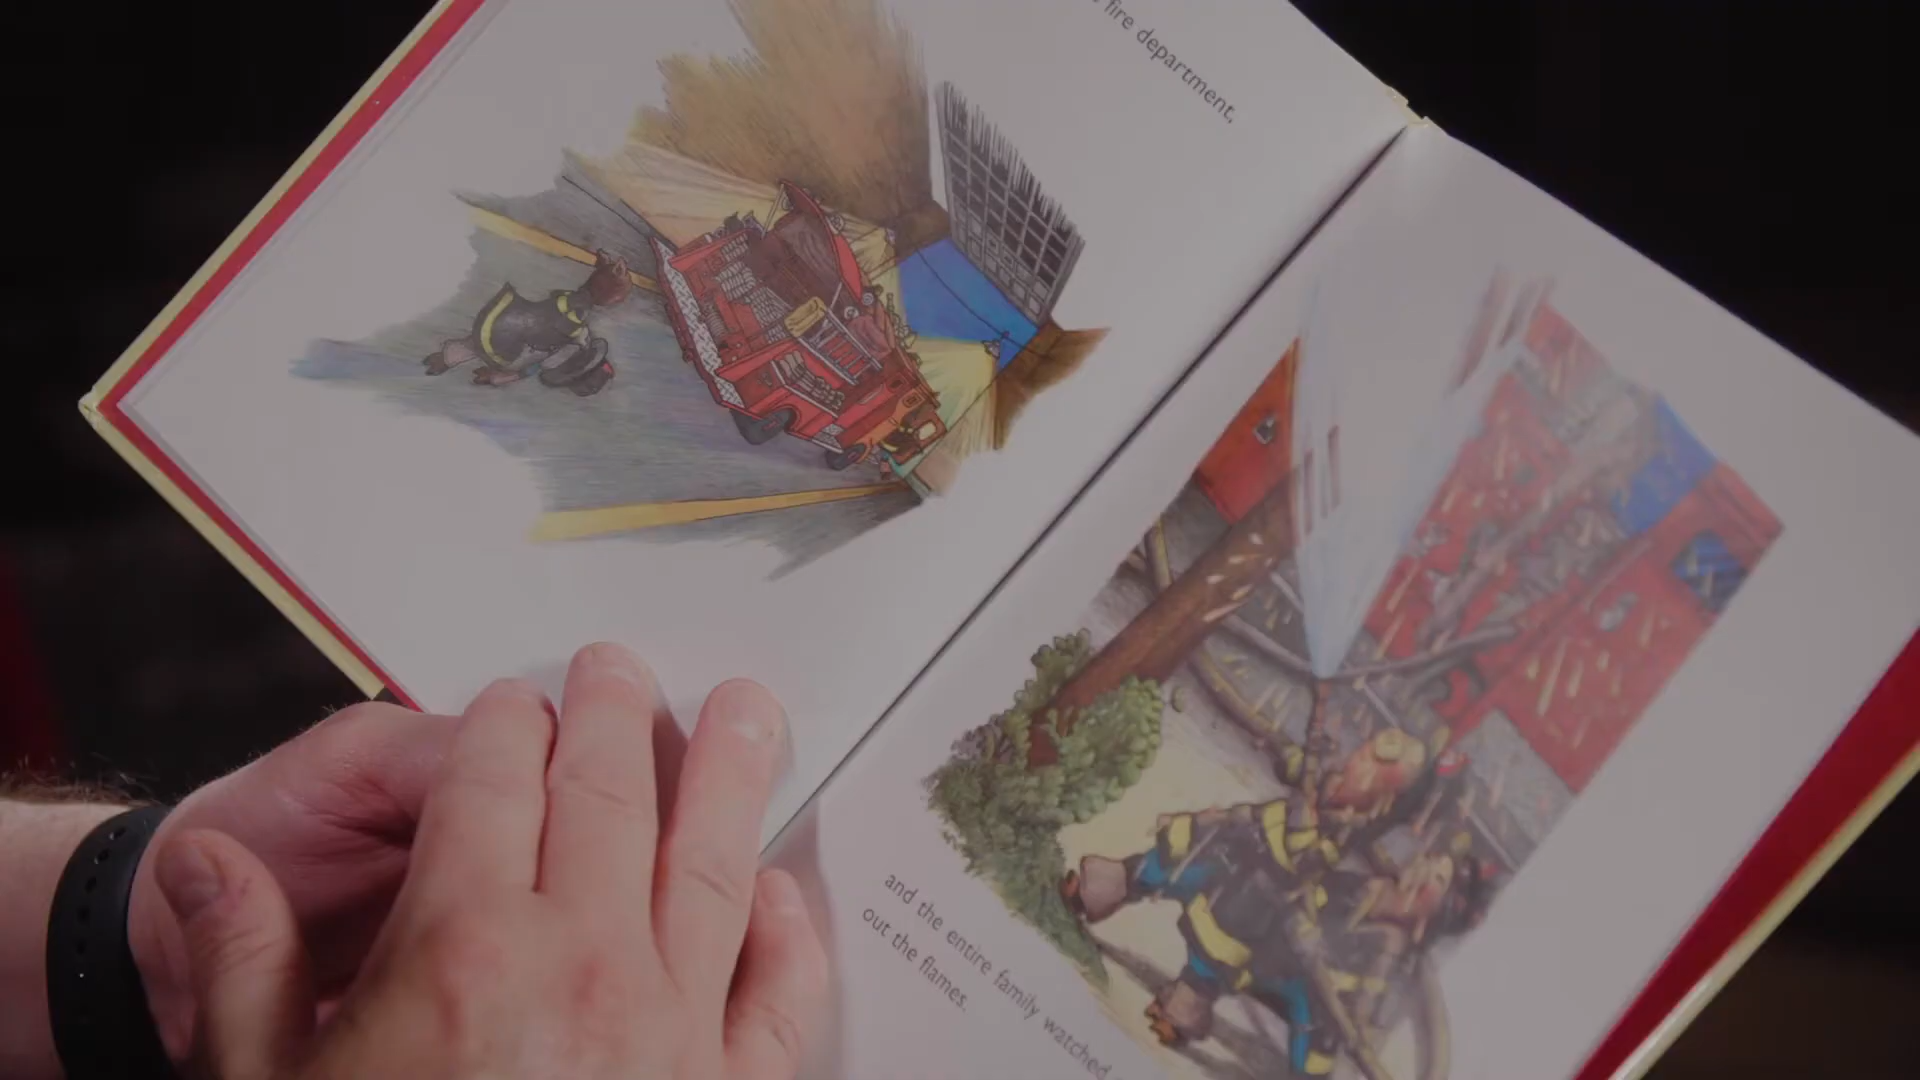 fire department,
and the entire family watched
out the flames.